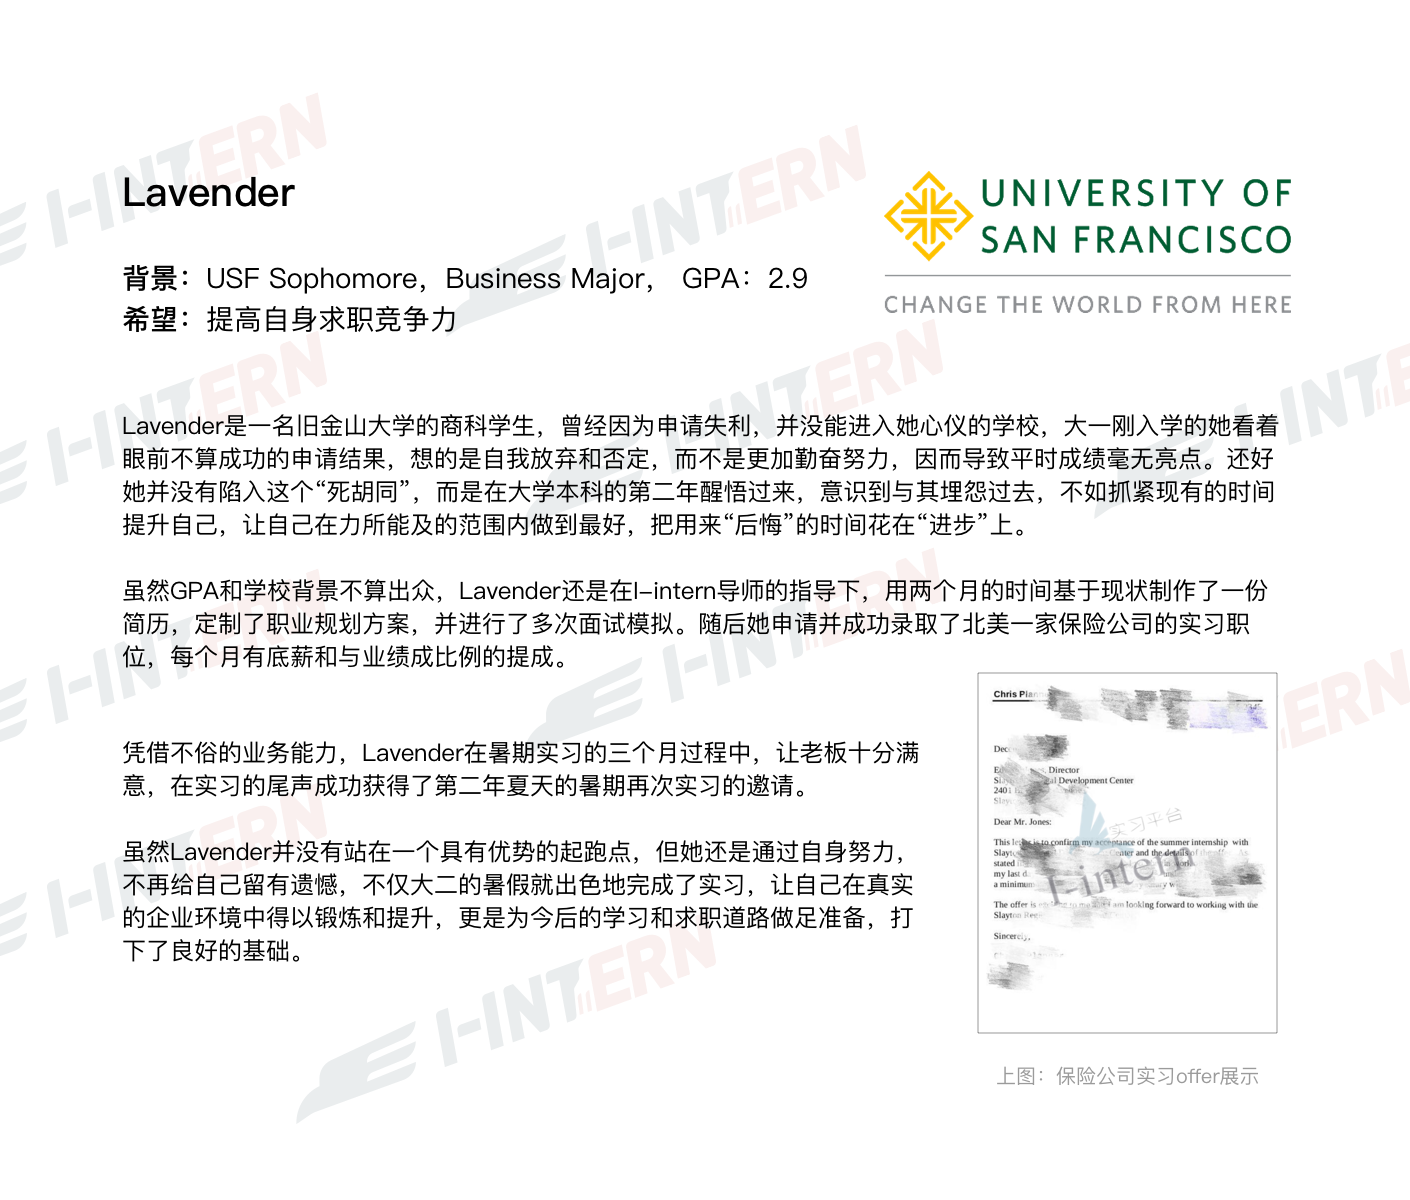 Lavender
UNIVERSITY OF
SAN FRANCISCO
CHANGE THE WORLD FROM HERE
背景：USF Sophomore，Business Major， GPA：2.9
希望：提高自身求职竞争力
Lavender是一名旧金山大学的商科学生，曾经因为申请失利，并没能进入她心仪的学校，大一刚入学的她看着
眼前不算成功的申请结果，想的是自我放弃和否定，而不是更加勤奋努力，因而导致平时成绩毫无亮点。还好
她并没有陷入这个“死胡同”，而是在大学本科的第二年醒悟过来，意识到与其埋怨过去，不如抓紧现有的时间
提升自己，让自己在力所能及的范围内做到最好，把用来“后悔”的时间花在“进步”上。
虽然GPA和学校背景不算出众，Lavender还是在I-intern导师的指导下，用两个月的时间基于现状制作了一份
简历，定制了职业规划方案，并进行了多次面试模拟。随后她申请并成功录取了北美一家保险公司的实习职
位，每个月有底薪和与业绩成比例的提成。
凭借不俗的业务能力，Lavender在暑期实习的三个月过程中，让老板十分满
意，在实习的尾声成功获得了第二年夏天的暑期再次实习的邀请。
虽然Lavender并没有站在一个具有优势的起跑点，但她还是通过自身努力，
不再给自己留有遗憾，不仅大二的暑假就出色地完成了实习，让自己在真实
的企业环境中得以锻炼和提升，更是为今后的学习和求职道路做足准备，打
下了良好的基础。
Chris
Director
Development Center
2401
Dear Mr. Jones:
This is to confirm my acceptance of the summer internship with
and the details of
stated
my last
a minimum
The offer is I am looking forward to working with the
Sincerely,
实习平台
I-intern
上图：保险公司实习offer展示
I-INTERN
I-INTERN
I-INTERN
I-INTERN
I-INTERN
I-INTERN
I-INTERN
I-INTERN
I-INTERN